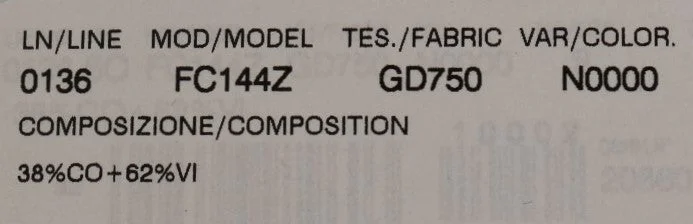 LN/LINE MOD/MODEL TES./FABRIC VAR/COLOR.
0136 FC144Z GD750 N0000
COMPOSIZIONE/COMPOSITION
38%CO+62%VI